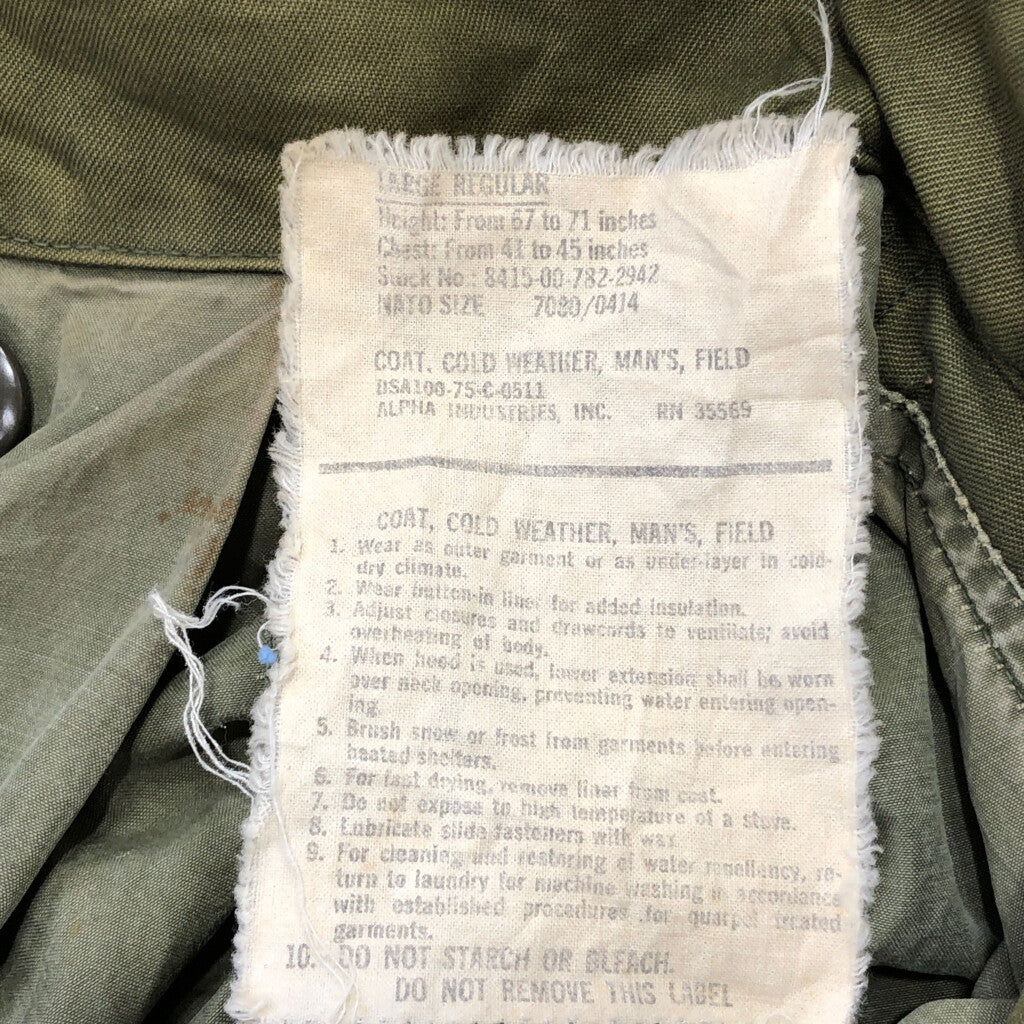 LARGE REGULAR
Height: From 67 to 71 inches
Chest: From 41 to 45 inches
Stock No.: 8415-00-782-2942
NATO SIZE 7080/0414
COAT, COLD WEATHER, MAN'S, FIELD
DSA100-75-C-0511
ALPHA INDUSTRIES, INC. RN 35569
COAT, COLD WEATHER, MAN'S, FIELD
1. Wear as outer garment or as under-layer in cold-
dry climate.
2. Wear button-in liner for added insulation.
3. Adjust closures and drawcords to ventilate; avoid
overheating of body.
4. When hood is used, lower extension shall be worn
over neck opening, preventing water entering open-
ing.
5. Brush snow or frost from garments before entering
heated shelters.
6. For fast drying, remove liner from coat.
7. Do not expose to high temperature of a stove.
8. Lubricate slide fasteners with wax
9. For cleaning and restoring of water repellency, re-
turn to laundry for machine washing in accordance
with established procedures for quarpel treated
garments.
10. DO NOT STARCH OR BLEACH.
DO NOT REMOVE THIS LABEL